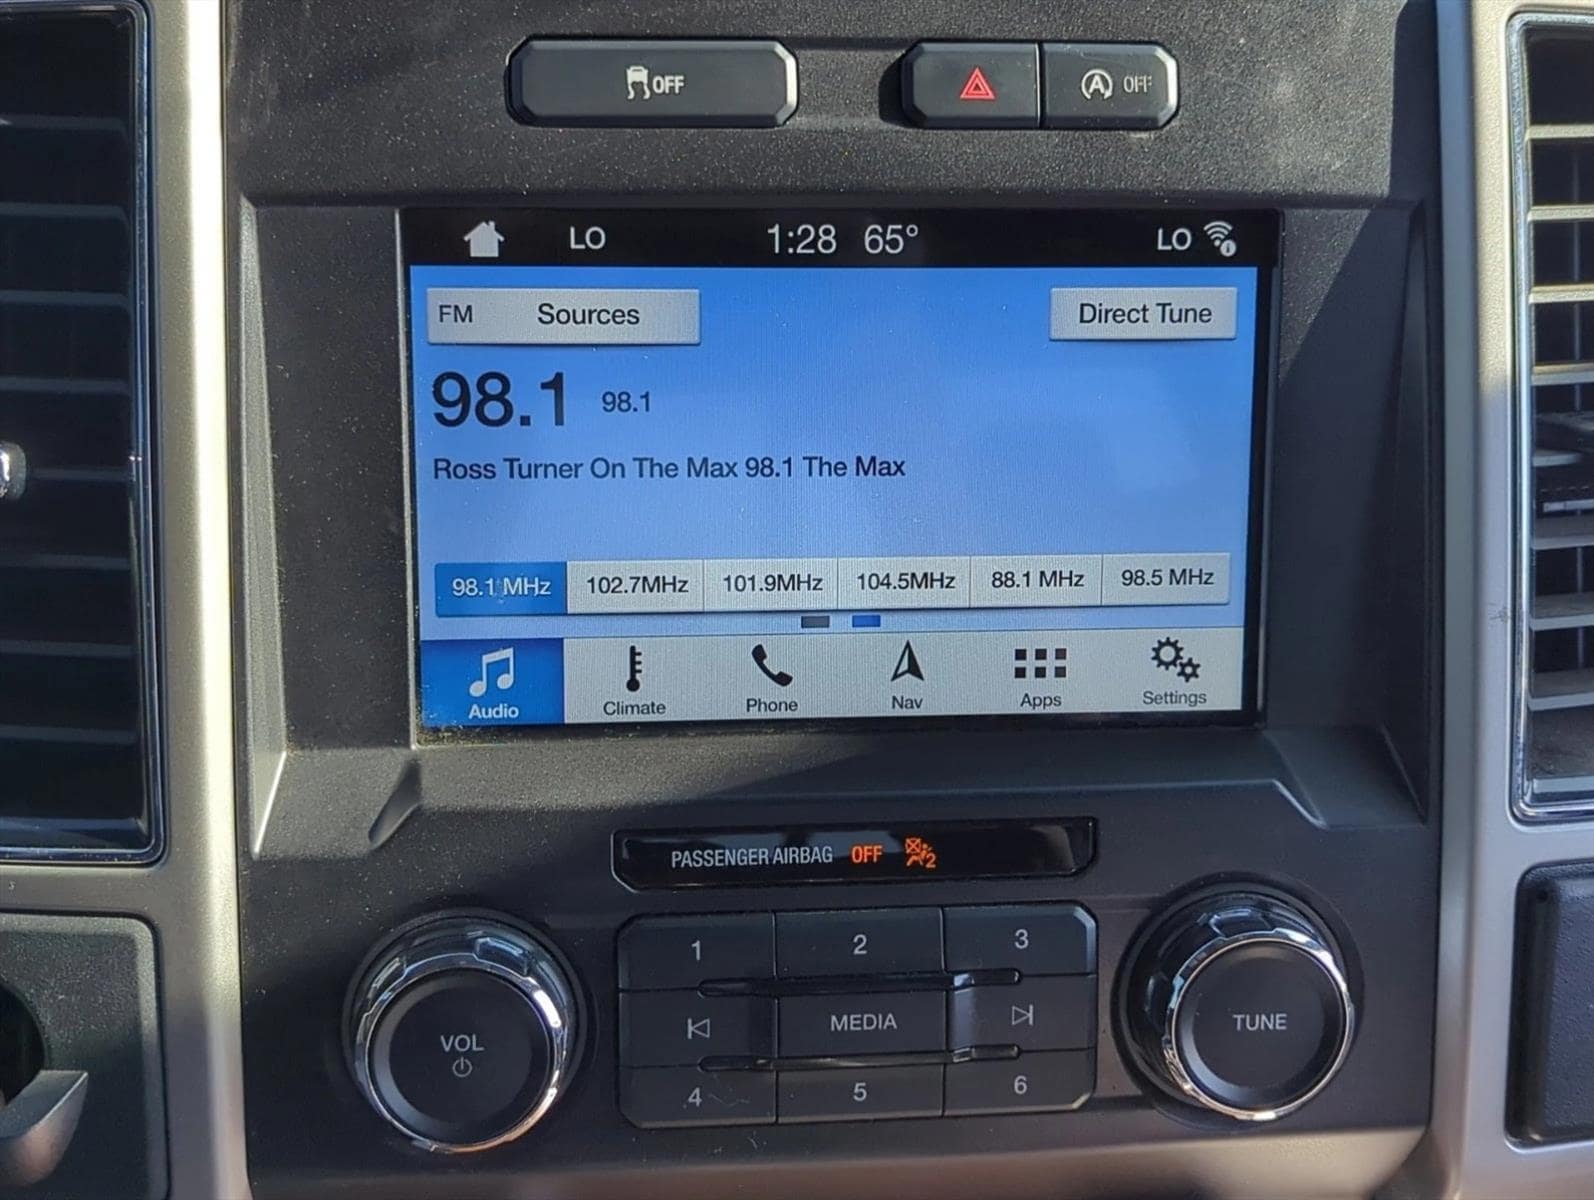 OFF
A OFF
LO 1:28 65° LO
FM Sources Direct Tune
98.1 98.1
Ross Turner On The Max 98.1 The Max
98.1 MHz 102.7MHz 101.9MHz 104.5MHz 88.1 MHz 98.5 MHz
Audio Climate Phone Nav Apps Settings
PASSENGER AIRBAG OFF 2
1 2 3
VOL MEDIA TUNE
4 5 6